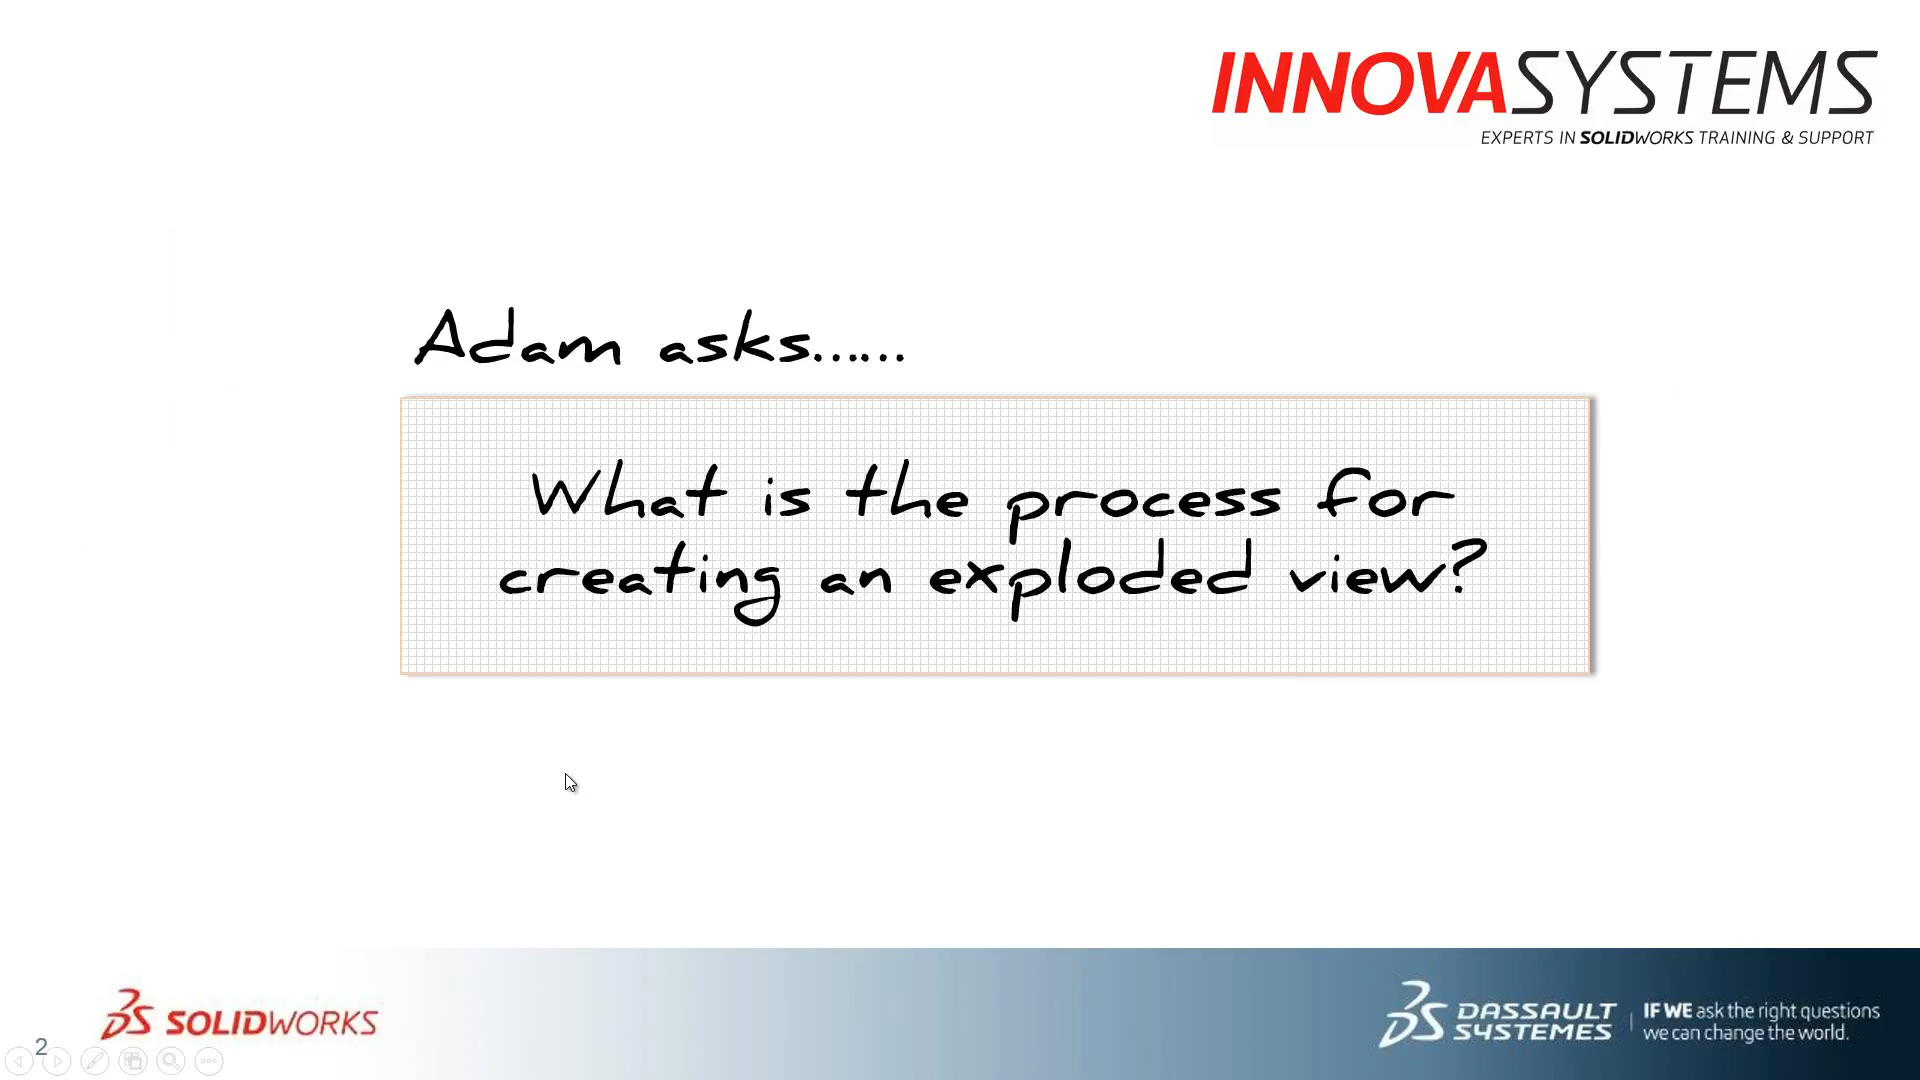 INNOVASYSTEMS
EXPERTS IN SOLIDWORKS TRAINING & SUPPORT
Adam asks......
What is the process for
creating an exploded view?
SOLIDWORKS
2
DASSAULT
SYSTEMES
IF WE ask the right questions
we can change the world.